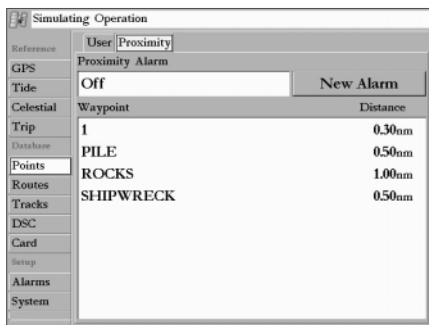 Simulating Operation
Reference
GPS
Tide
Celestial
Trip
Database
Points
Routes
Tracks
DSC
Card
Setup
Alarms
System
User Proximity
Proximity Alarm
Off New Alarm
Waypoint Distance
1 0.30nm
PILE 0.50nm
ROCKS 1.00nm
SHIPWRECK 0.50nm